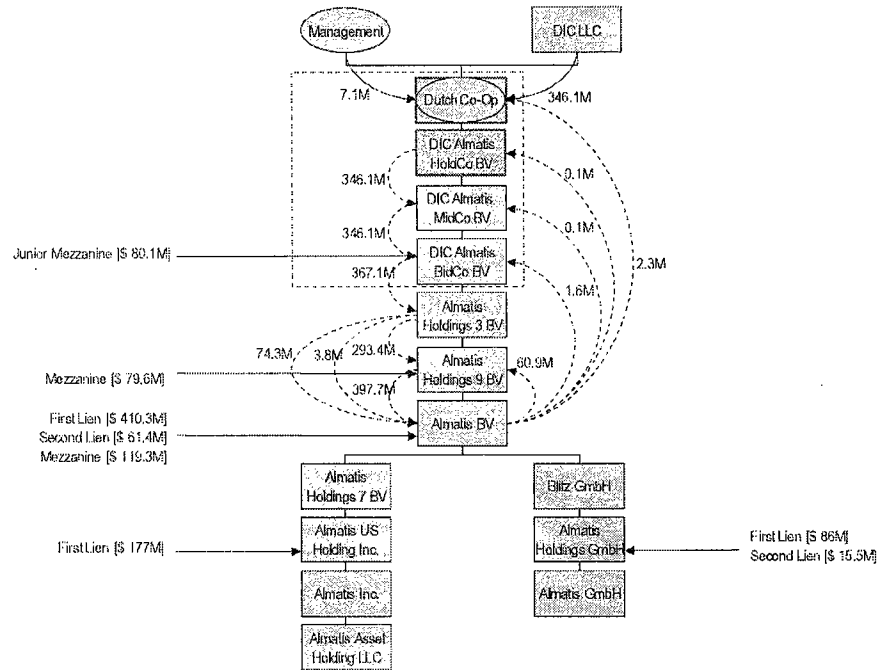 Management
DIC LLC
7.1M
Dutch Co-Op
346.1M
DIC Almatis
HoldCo BV
0.1M
346.1M
DIC Almatis
MidCo BV
0.1M
346.1M
Junior Mezzanine [$ 80.1M]
DIC Almatis
BidCo BV
2.3M
367.1M
1.6M
Almatis
Holdings 3 BV
74.3M
3.8M
293.4M
60.9M
Mezzanine [$ 79.6M]
Almatis
Holdings 9 BV
397.7M
First Lien [$ 410.3M]
Second Lien [$ 61.4M]
Mezzanine [$ 119.3M]
Almatis BV
Almatis
Holdings 7 BV
Blitz GmbH
First Lien [$ 177M]
Almatis US
Holding Inc.
Almatis
Holdings GmbH
First Lien [$ 86M]
Second Lien [$ 15.5M]
Almatis Inc.
Almatis GmbH
Almatis Asset
Holding LLC